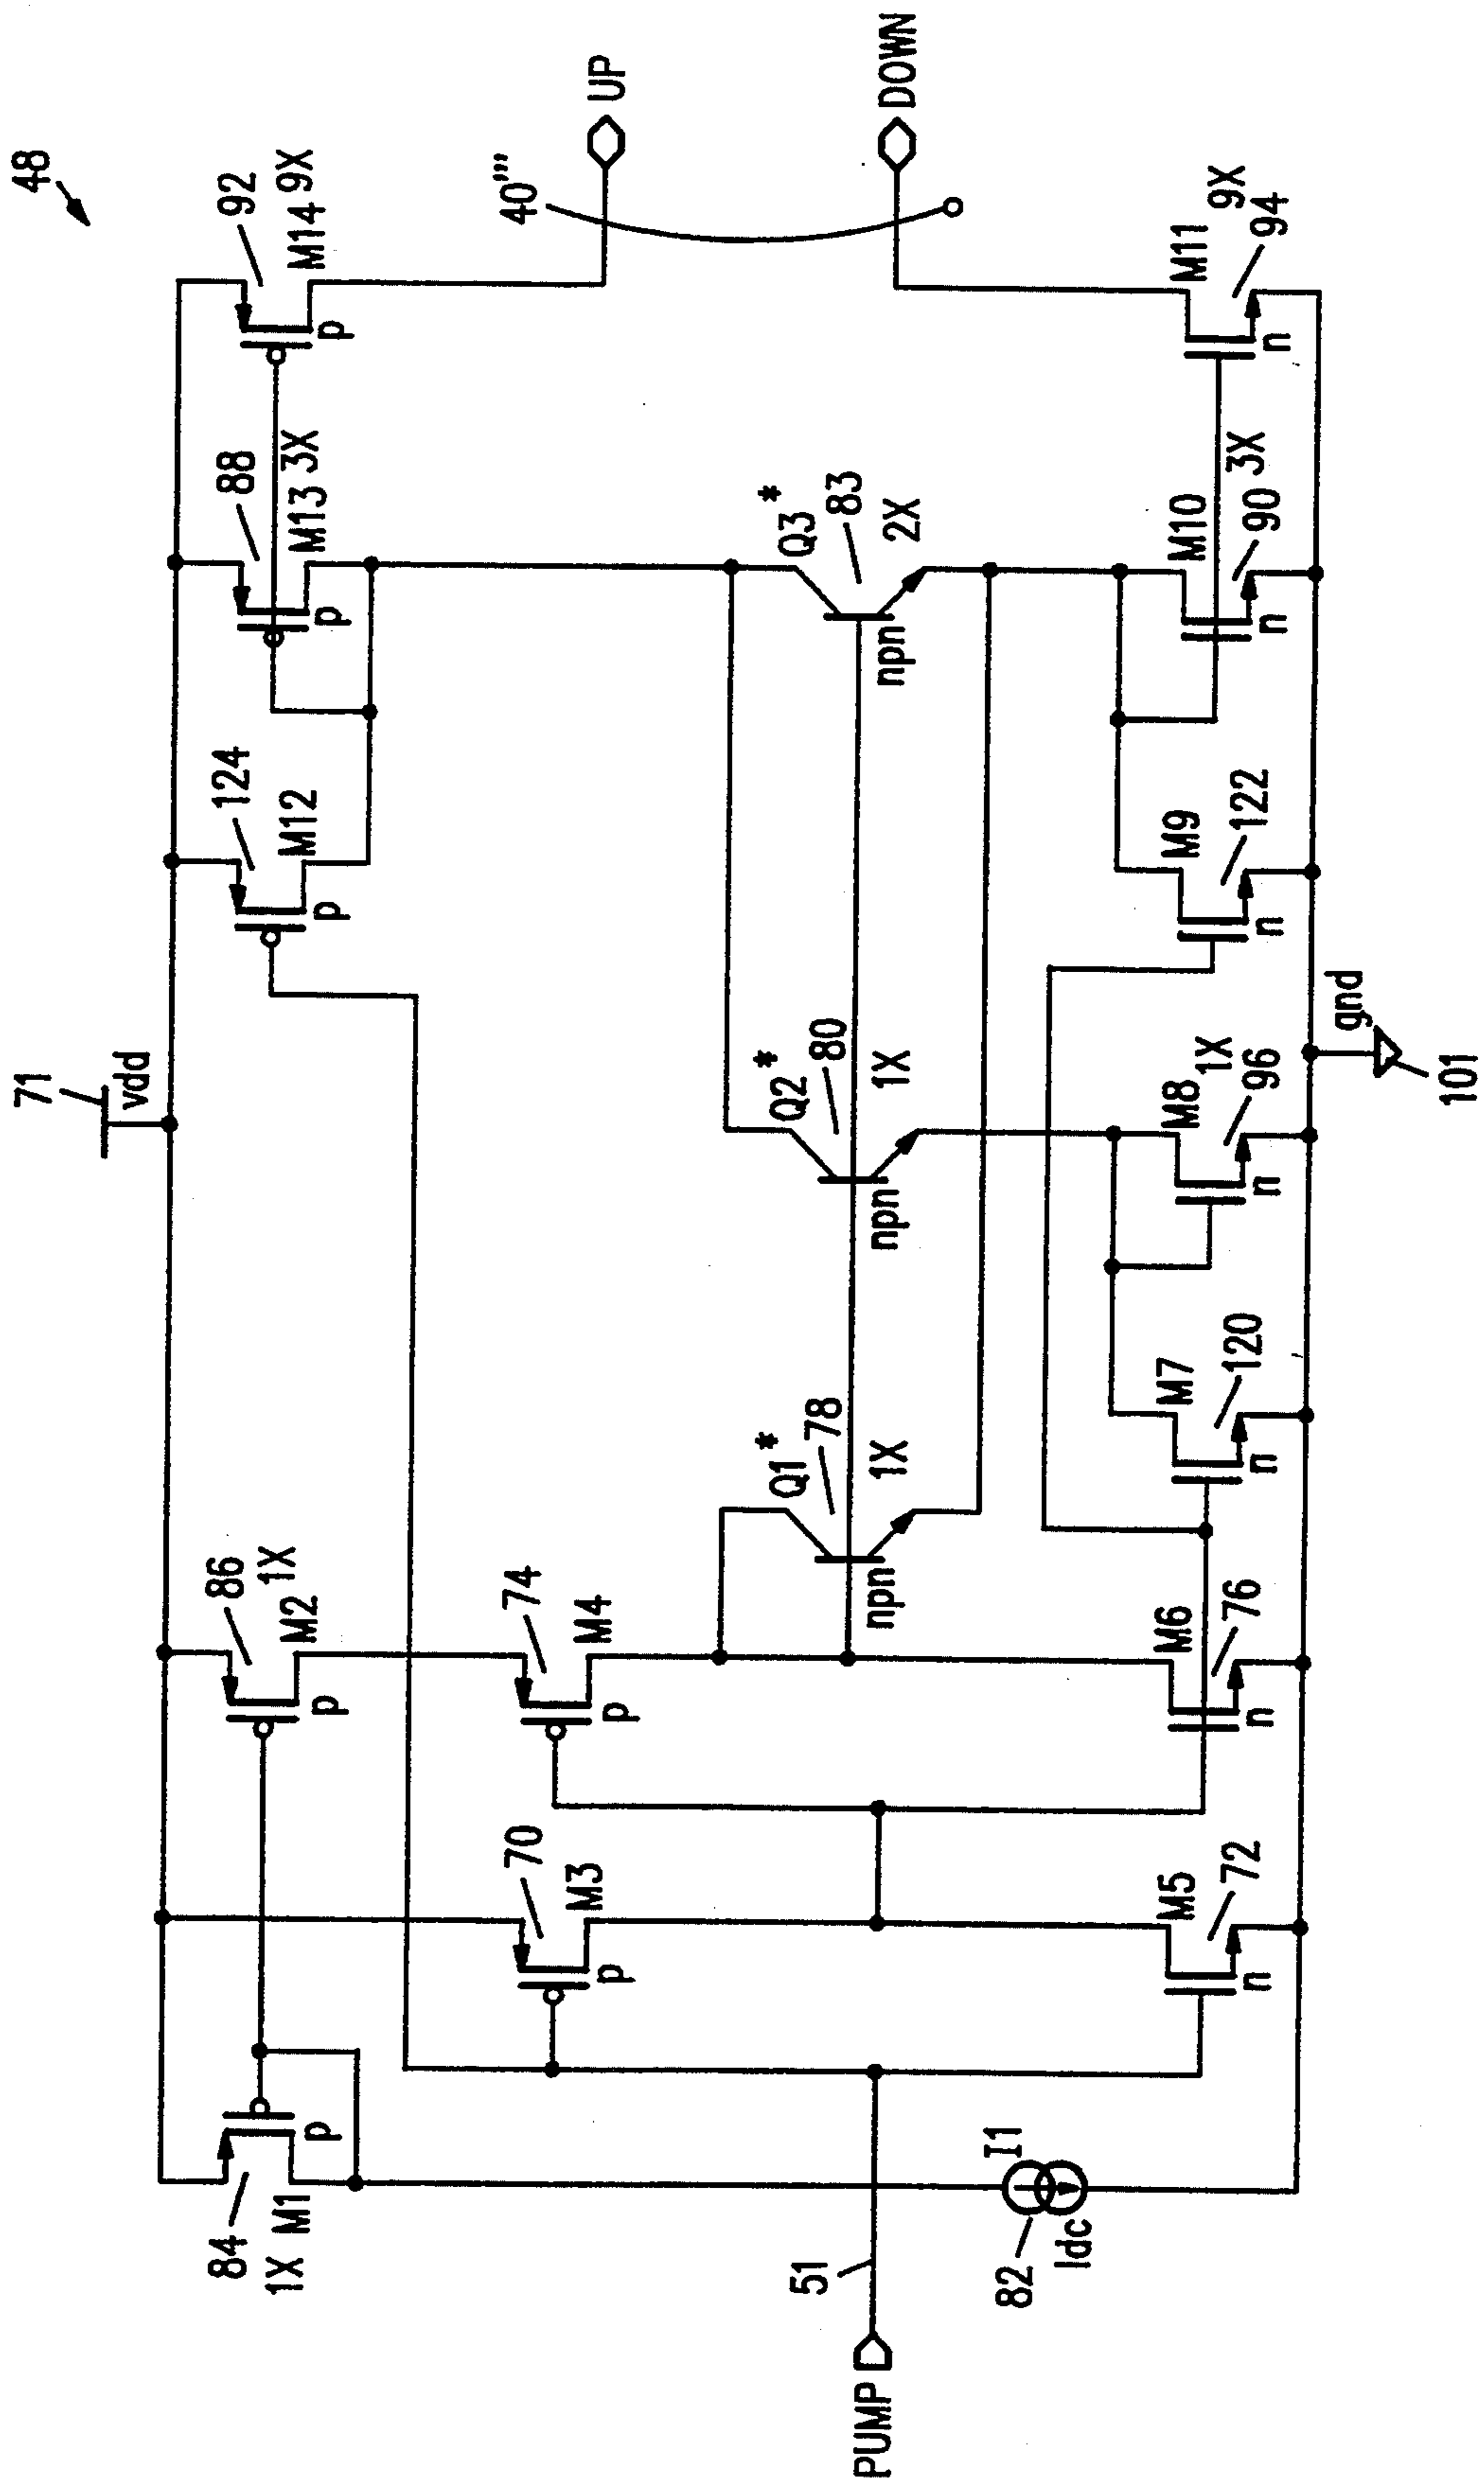 48
71
vdd
84
1X M1
p
86
1X
M2
p
124
M12
p
88
M13 3X
p
92
M14 9X
p
UP
40'''
DOWN
70
M3
p
74
M4
p
Q1*
78
1X
npn
Q2*
80
1X
npn
Q3*
83
2X
npn
PUMP
51
82
I1
Idc
M5
72
n
M6
76
n
M7
120
n
M8
1X
96
n
M9
122
n
M10
3X
90
n
M11
9X
94
n
gnd
101